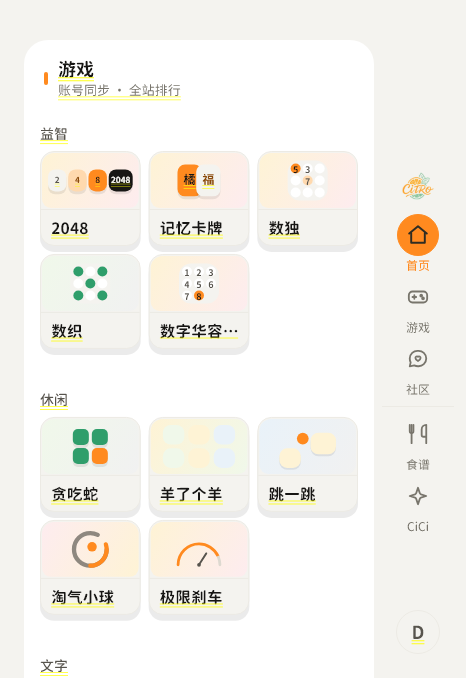 游戏
账号同步 · 全站排行
益智
2 4 8 2048
2048
橘 福
记忆卡牌
5 3
7
数独
数织
1 2 3
4 5 6
7 8
数字华容…
休闲
贪吃蛇
羊了个羊
跳一跳
淘气小球
极限刹车
文字
Citko
首页
游戏
社区
食谱
CiCi
D